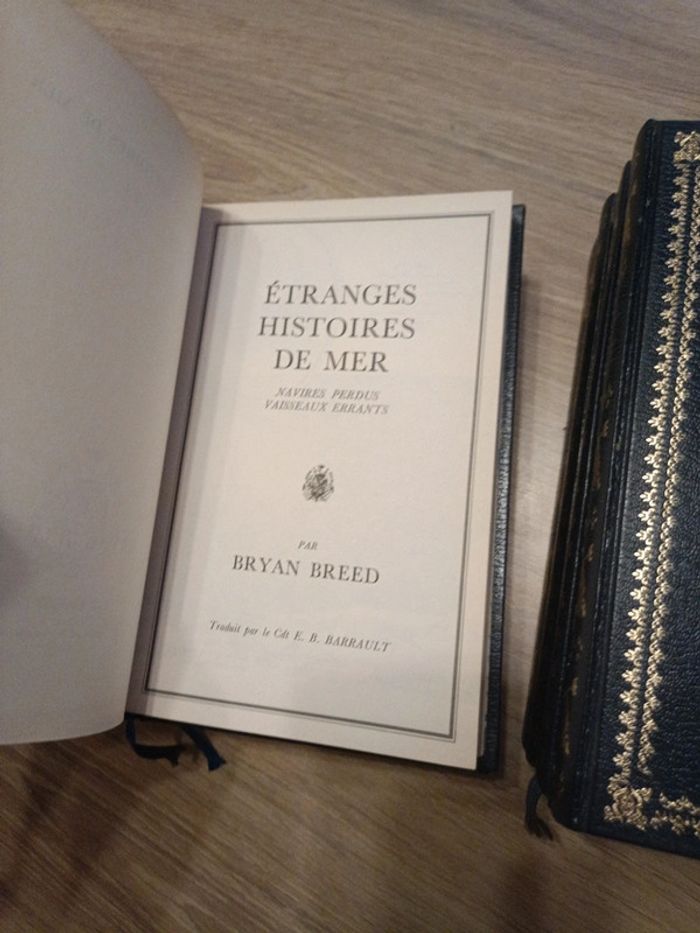 ÉTRANGES
HISTOIRES
DE MER
NAVIRES PERDUS
VAISSEAUX ERRANTS
PAR
BRYAN BREED
Traduit par le Cdt E. B. BARRAULT